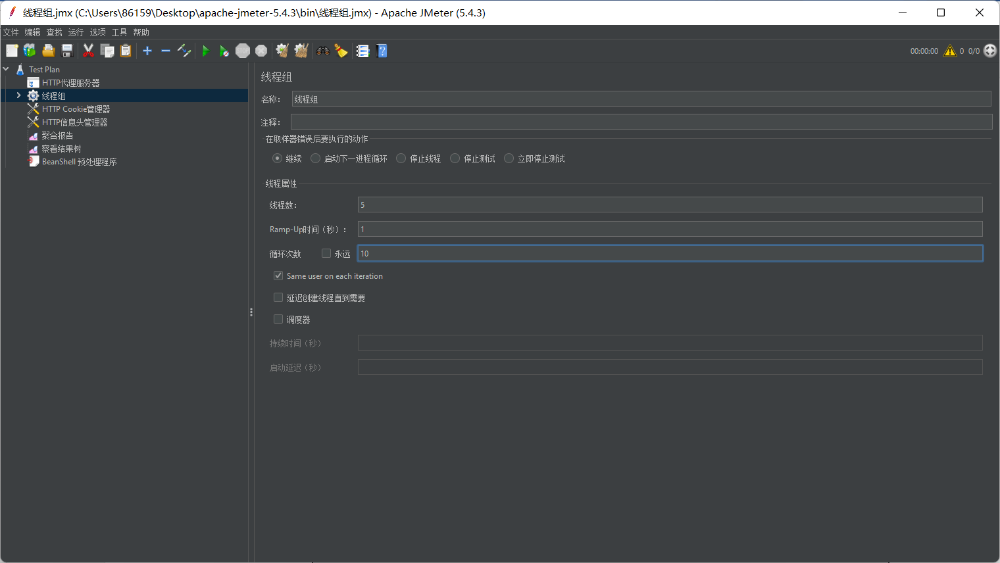 线程组.jmx (C:\Users\86159\Desktop\apache-jmeter-5.4.3\bin\线程组.jmx) - Apache JMeter (5.4.3)
文件 编辑 查找 运行 选项 工具 帮助
STOP
?
00:00:00 0 0/0
Test Plan
HTTP代理服务器
线程组
HTTP Cookie管理器
HTTP信息头管理器
聚合报告
察看结果树
BeanShell 预处理程序
线程组
名称： 线程组
注释：
在取样器错误后要执行的动作
继续 启动下一进程循环 停止线程 停止测试 立即停止测试
线程属性
线程数： 5
Ramp-Up时间（秒）： 1
循环次数 永远 10
Same user on each iteration
延迟创建线程直到需要
调度器
持续时间（秒）
启动延迟（秒）